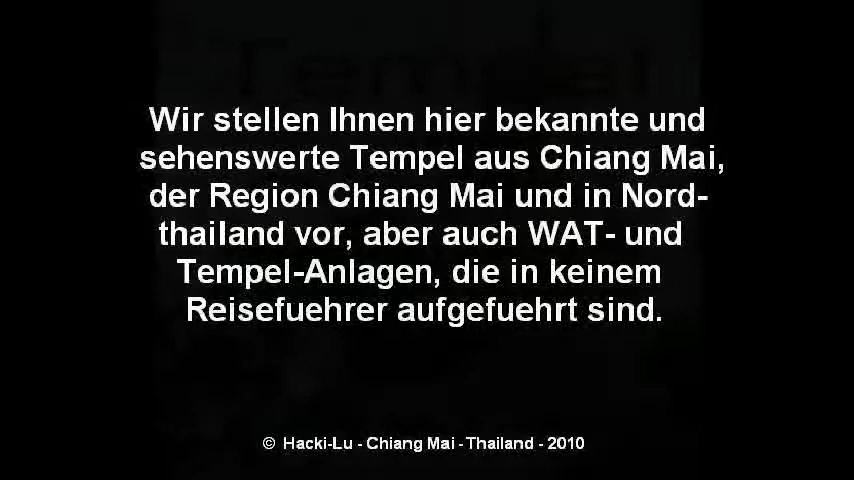 Wir stellen Ihnen hier bekannte und
sehenswerte Tempel aus Chiang Mai,
der Region Chiang Mai und in Nord-
thailand vor, aber auch WAT- und
Tempel-Anlagen, die in keinem
Reisefuehrer aufgefuehrt sind.
© Hacki-Lu - Chiang Mai - Thailand - 2010